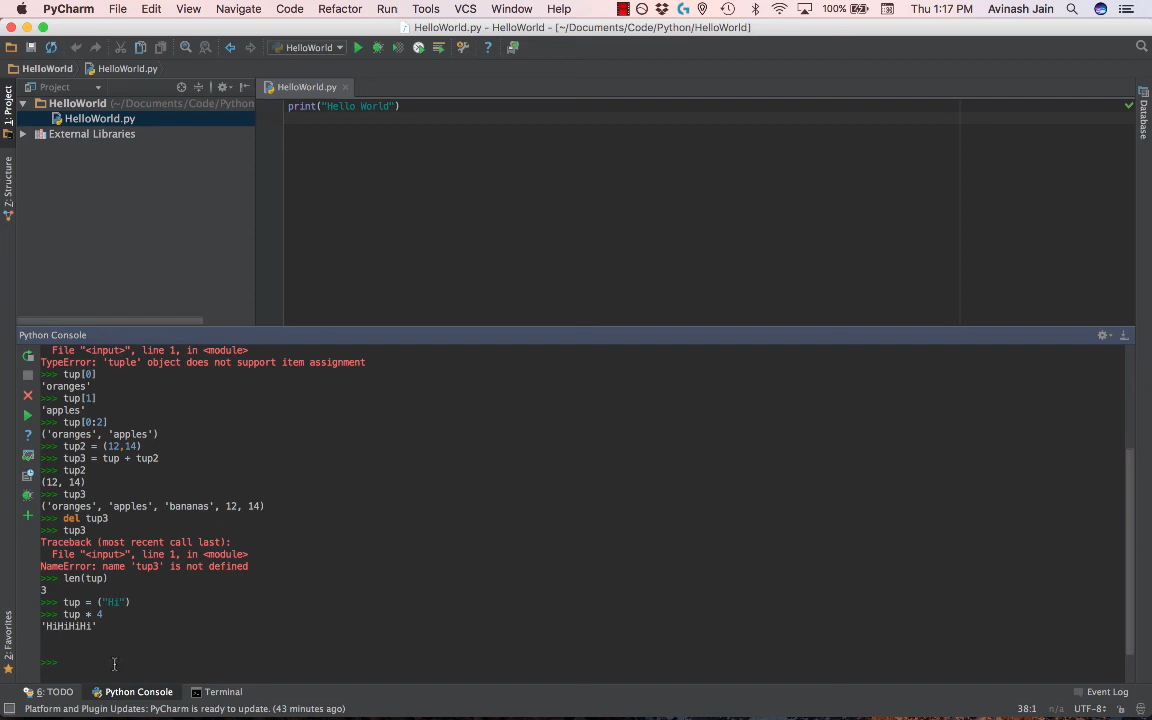 PyCharm File Edit View Navigate Code Refactor Run Tools VCS Window Help 100% Thu 1:17 PM Avinash Jain
HelloWorld.py - HelloWorld - [~/Documents/Code/Python/HelloWorld]
HelloWorld
HelloWorld HelloWorld.py
1: Project
Project
HelloWorld.py
HelloWorld (~/Documents/Code/Python
HelloWorld.py
External Libraries
print("Hello World")
Database
Z: Structure
Python Console
File "<input>", line 1, in <module>
TypeError: 'tuple' object does not support item assignment
>>> tup[0]
'oranges'
>>> tup[1]
'apples'
>>> tup[0:2]
('oranges', 'apples')
>>> tup2 = (12,14)
>>> tup3 = tup + tup2
>>> tup2
(12, 14)
>>> tup3
('oranges', 'apples', 'bananas', 12, 14)
>>> del tup3
>>> tup3
Traceback (most recent call last):
File "<input>", line 1, in <module>
NameError: name 'tup3' is not defined
>>> len(tup)
3
>>> tup = ("Hi")
>>> tup * 4
'HiHiHiHi'
>>>
2: Favorites
6: TODO Python Console Terminal Event Log
Platform and Plugin Updates: PyCharm is ready to update. (43 minutes ago) 38:1 n/a UTF-8